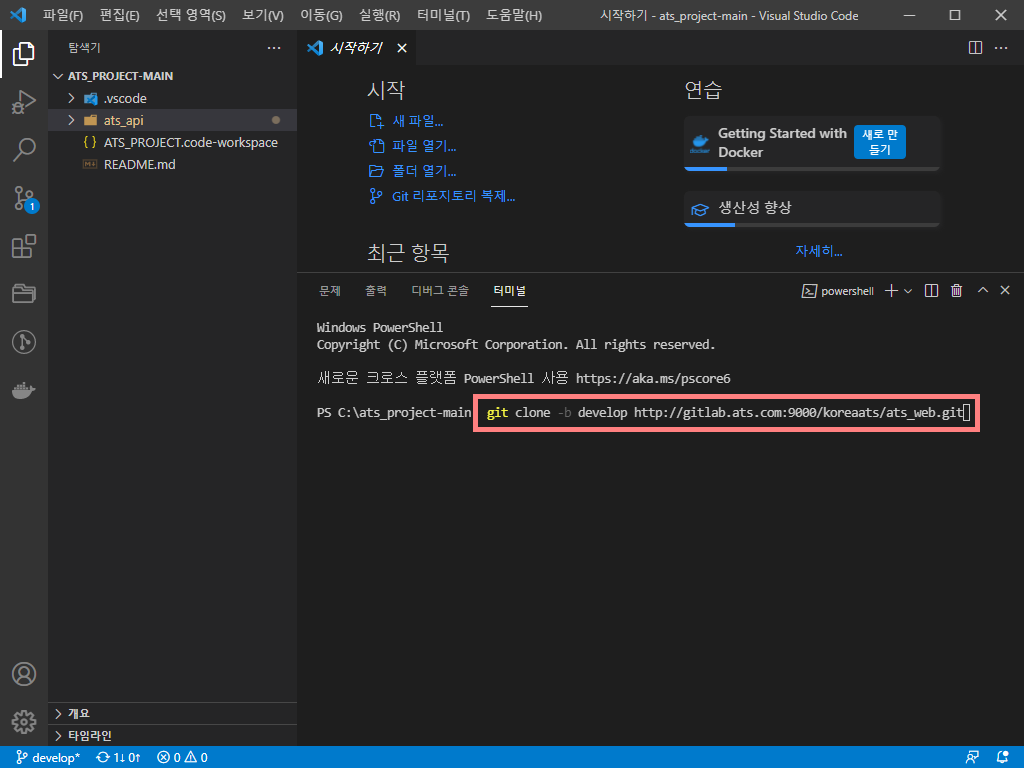 파일(F) 편집(E) 선택 영역(S) 보기(V) 이동(G) 실행(R) 터미널(T) 도움말(H) 시작하기 - ats_project-main - Visual Studio Code
탐색기
시작하기
ATS_PROJECT-MAIN
.vscode
ats_api
{ } ATS_PROJECT.code-workspace
README.md
1
시작
새 파일...
파일 열기...
폴더 열기...
Git 리포지토리 복제...
최근 항목
연습
Getting Started with
Docker
새로 만
들기
docker
생산성 향상
자세히...
문제 출력 디버그 콘솔 터미널
powershell
Windows PowerShell
Copyright (C) Microsoft Corporation. All rights reserved.
새로운 크로스 플랫폼 PowerShell 사용 https://aka.ms/pscore6
PS C:\ats_project-main git clone -b develop http://gitlab.ats.com:9000/koreaats/ats_web.git
개요
타임라인
develop* 1↓ 0↑ 0 0